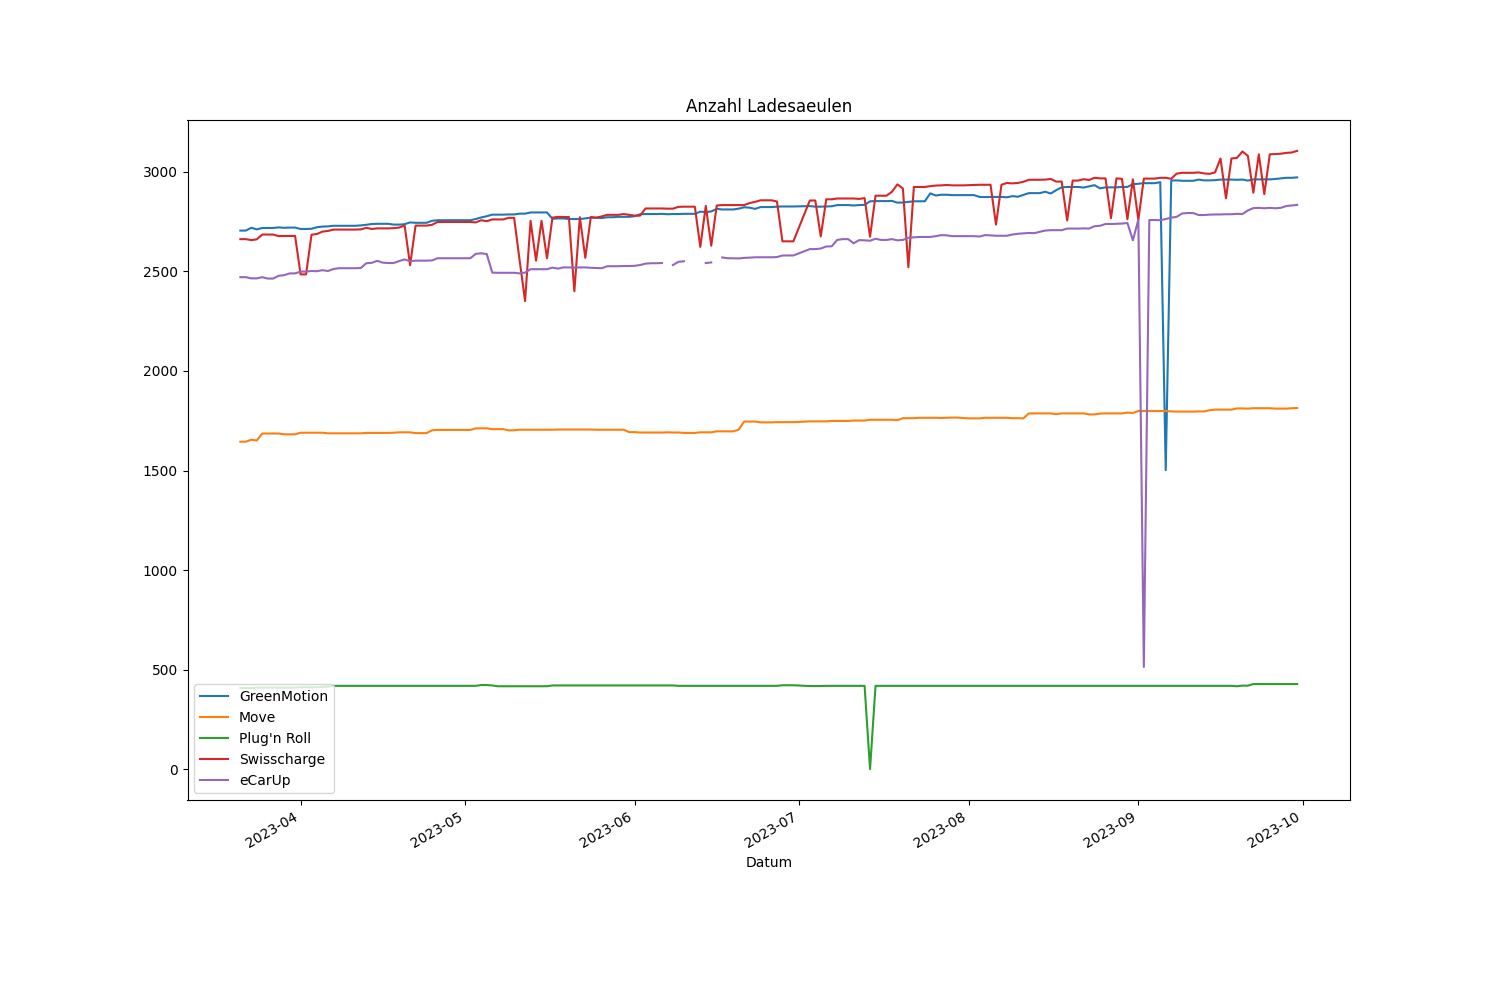 Anzahl Ladesaeulen
3000
2500
2000
1500
1000
500
0
GreenMotion
Move
Plug'n Roll
Swisscharge
eCarUp
2023-04
2023-05
2023-06
2023-07
2023-08
2023-09
2023-10
Datum